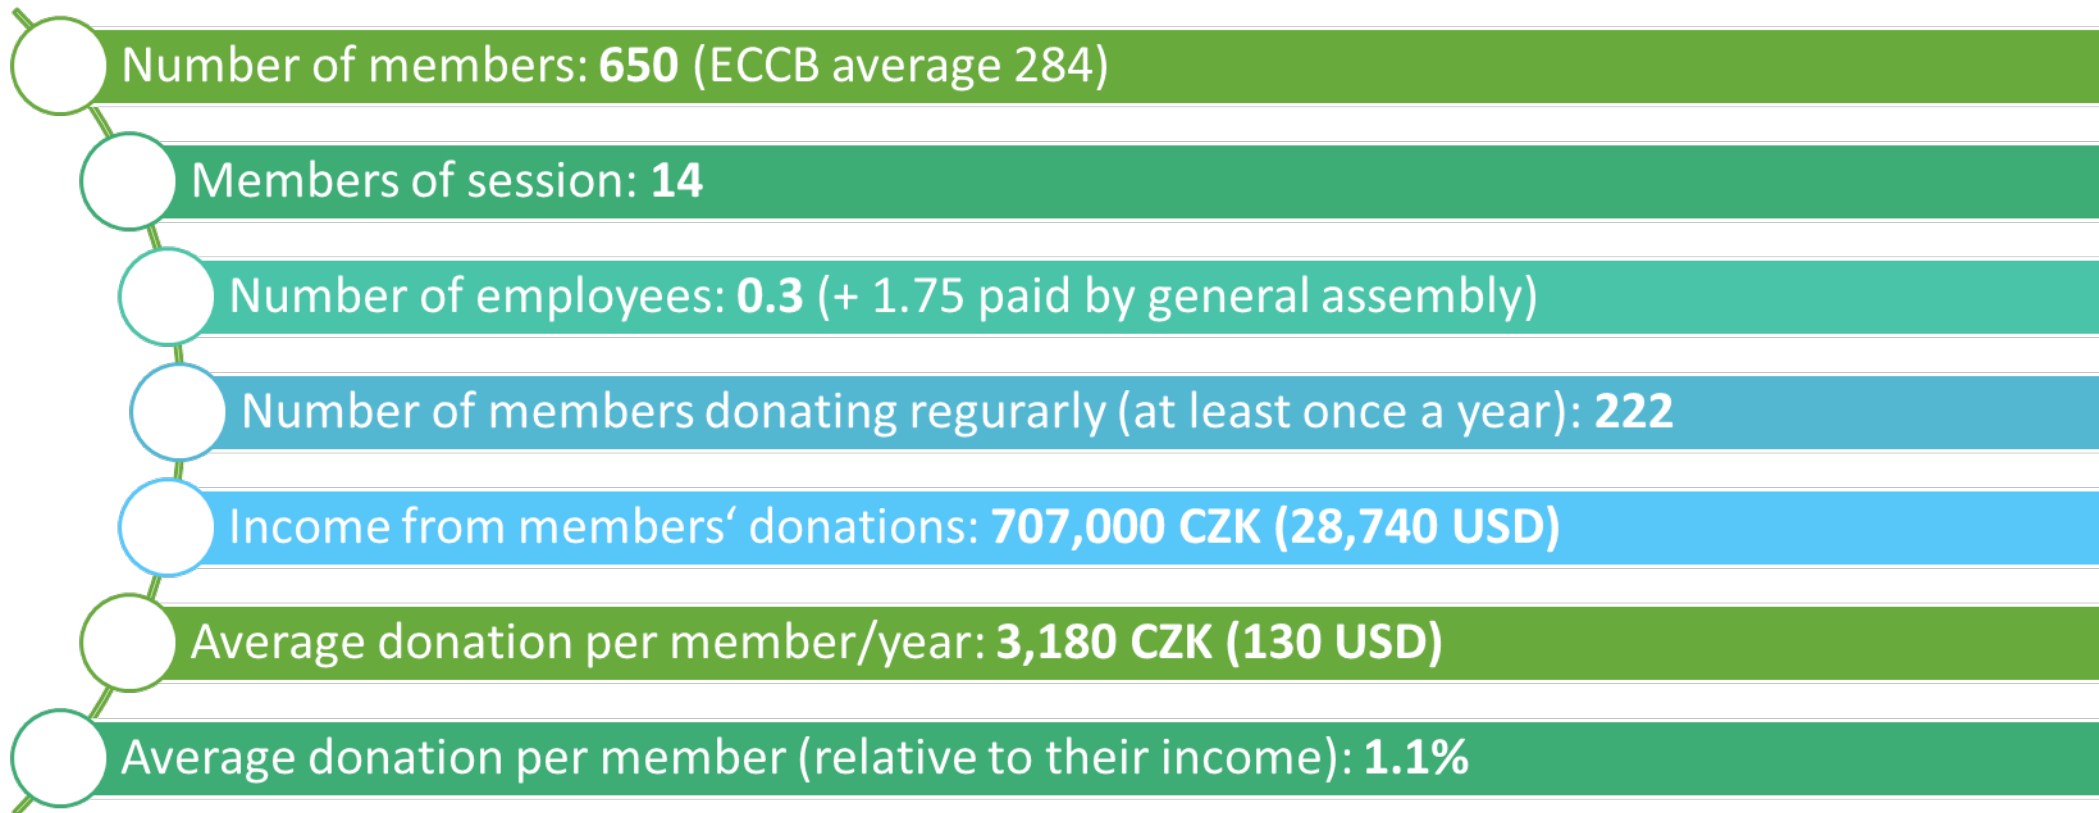 Number of members: 650 (ECCB average 284)
Members of session: 14
Number of employees: 0.3 (+ 1.75 paid by general assembly)
Number of members donating regurarly (at least once a year): 222
Income from members‘ donations: 707,000 CZK (28,740 USD)
Average donation per member/year: 3,180 CZK (130 USD)
Average donation per member (relative to their income): 1.1%